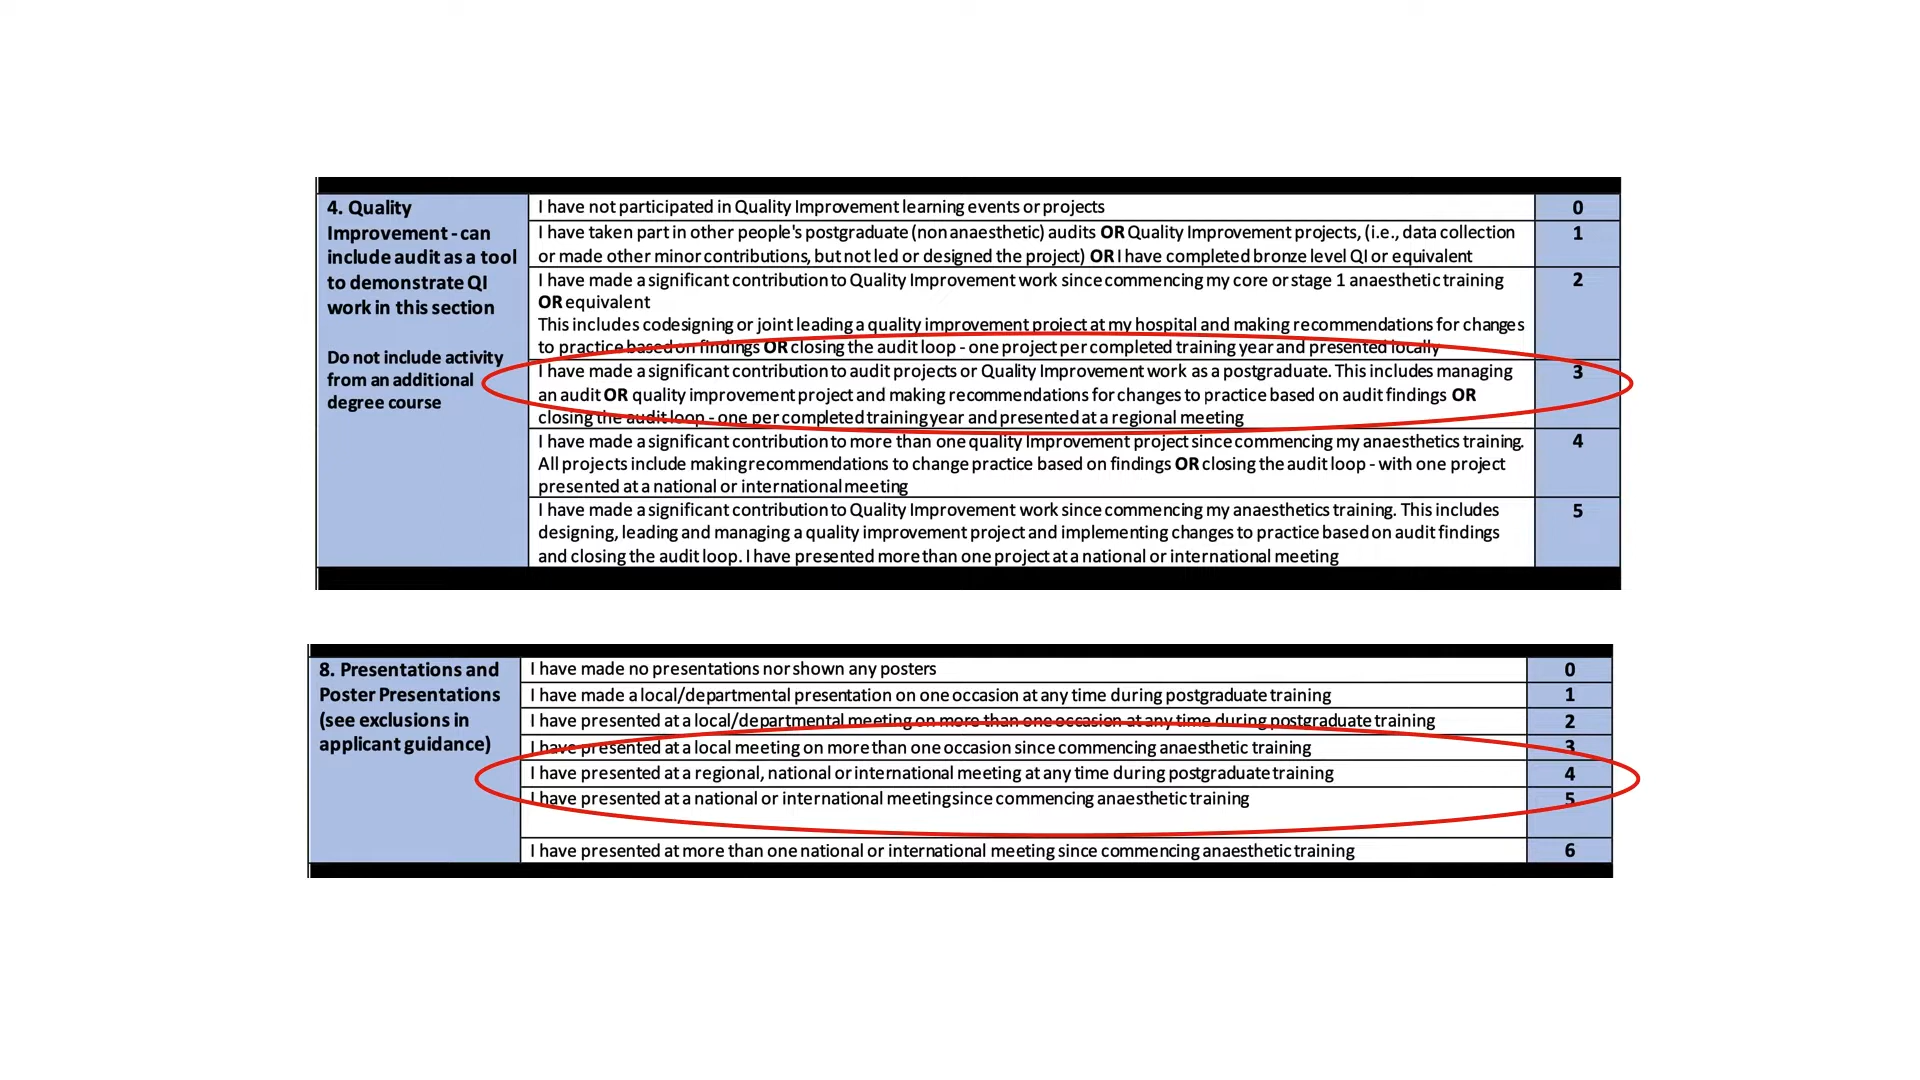 4. Quality
Improvement - can
include audit as a tool
to demonstrate QI
work in this section
Do not include activity
from an additional
degree course
I have not participated in Quality Improvement learning events or projects
0
I have taken part in other people's postgraduate (non anaesthetic) audits OR Quality Improvement projects, (i.e., data collection
or made other minor contributions, but not led or designed the project) OR I have completed bronze level QI or equivalent
1
I have made a significant contribution to Quality Improvement work since commencing my core or stage 1 anaesthetic training
OR equivalent
This includes codesigning or joint leading a quality improvement project at my hospital and making recommendations for changes
to practice based on findings OR closing the audit loop - one project per completed training year and presented locally
2
I have made a significant contribution to audit projects or Quality Improvement work as a postgraduate. This includes managing
an audit OR quality improvement project and making recommendations for changes to practice based on audit findings OR
closing the audit loop - one per completed training year and presented at a regional meeting
3
I have made a significant contribution to more than one quality improvement project since commencing my anaesthetics training.
All projects include making recommendations to change practice based on findings OR closing the audit loop - with one project
presented at a national or international meeting
4
I have made a significant contribution to Quality Improvement work since commencing my anaesthetics training. This includes
designing, leading and managing a quality improvement project and implementing changes to practice based on audit findings
and closing the audit loop. I have presented more than one project at a national or international meeting
5
8. Presentations and
Poster Presentations
(see exclusions in
applicant guidance)
I have made no presentations nor shown any posters
0
I have made a local/departmental presentation on one occasion at any time during postgraduate training
1
I have presented at a local/departmental meeting on more than one occasion at any time during postgraduate training
2
I have presented at a local meeting on more than one occasion since commencing anaesthetic training
3
I have presented at a regional, national or international meeting at any time during postgraduate training
4
I have presented at a national or international meeting since commencing anaesthetic training
5
I have presented at more than one national or international meeting since commencing anaesthetic training
6